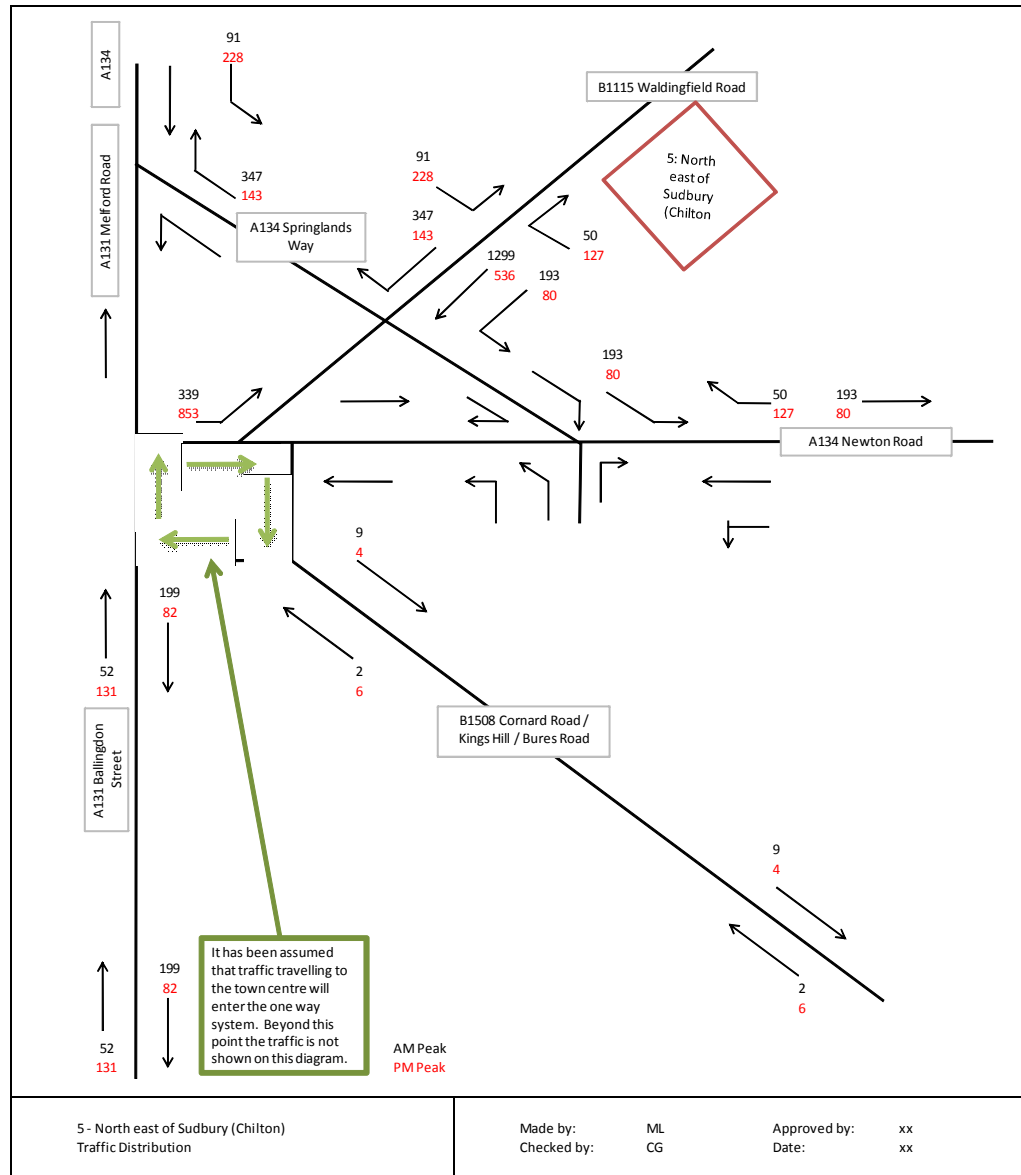 A134
91
228
B1115 Waldingfield Road
A131 Melford Road
347
143
91
228
5: North
east of
Sudbury
(Chilton
A134 Springlands
Way
347
143
50
127
1299
536
193
80
339
853
193
80
50
127
193
80
A134 Newton Road
9
4
199
82
52
131
2
6
B1508 Cornard Road /
Kings Hill / Bures Road
A131 Ballingdon
Street
9
4
It has been assumed
that traffic travelling to
the town centre will
enter the one way
system.  Beyond this
point the traffic is not
shown on this diagram.
199
82
2
6
52
131
AM Peak
PM Peak
5 - North east of Sudbury (Chilton)
Traffic Distribution
Made by: ML Approved by: xx
Checked by: CG Date: xx